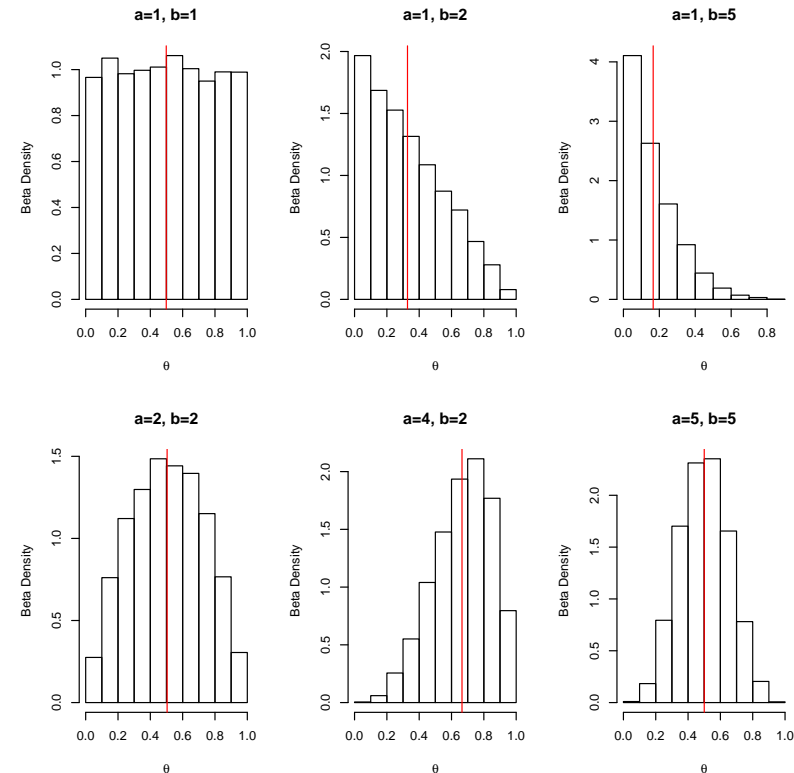 a=1, b=1
Beta Density
0.0 0.2 0.4 0.6 0.8 1.0
0.0 0.2 0.4 0.6 0.8 1.0
θ
a=1, b=2
Beta Density
0.0 0.5 1.0 1.5 2.0
0.0 0.2 0.4 0.6 0.8 1.0
θ
a=1, b=5
Beta Density
0 1 2 3 4
0.0 0.2 0.4 0.6 0.8
θ
a=2, b=2
Beta Density
0.0 0.5 1.0 1.5
0.0 0.2 0.4 0.6 0.8 1.0
θ
a=4, b=2
Beta Density
0.0 0.5 1.0 1.5 2.0
0.0 0.2 0.4 0.6 0.8 1.0
θ
a=5, b=5
Beta Density
0.0 0.5 1.0 1.5 2.0
0.0 0.2 0.4 0.6 0.8 1.0
θ